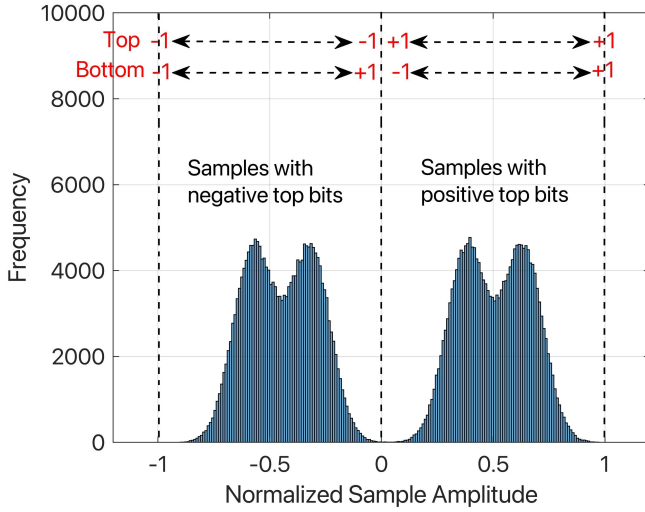 10000
Top -1 -1 +1 +1
Bottom -1 +1 -1 +1
8000
Samples with negative top bits
Samples with positive top bits
6000
Frequency
4000
2000
0
-1 -0.5 0 0.5 1
Normalized Sample Amplitude